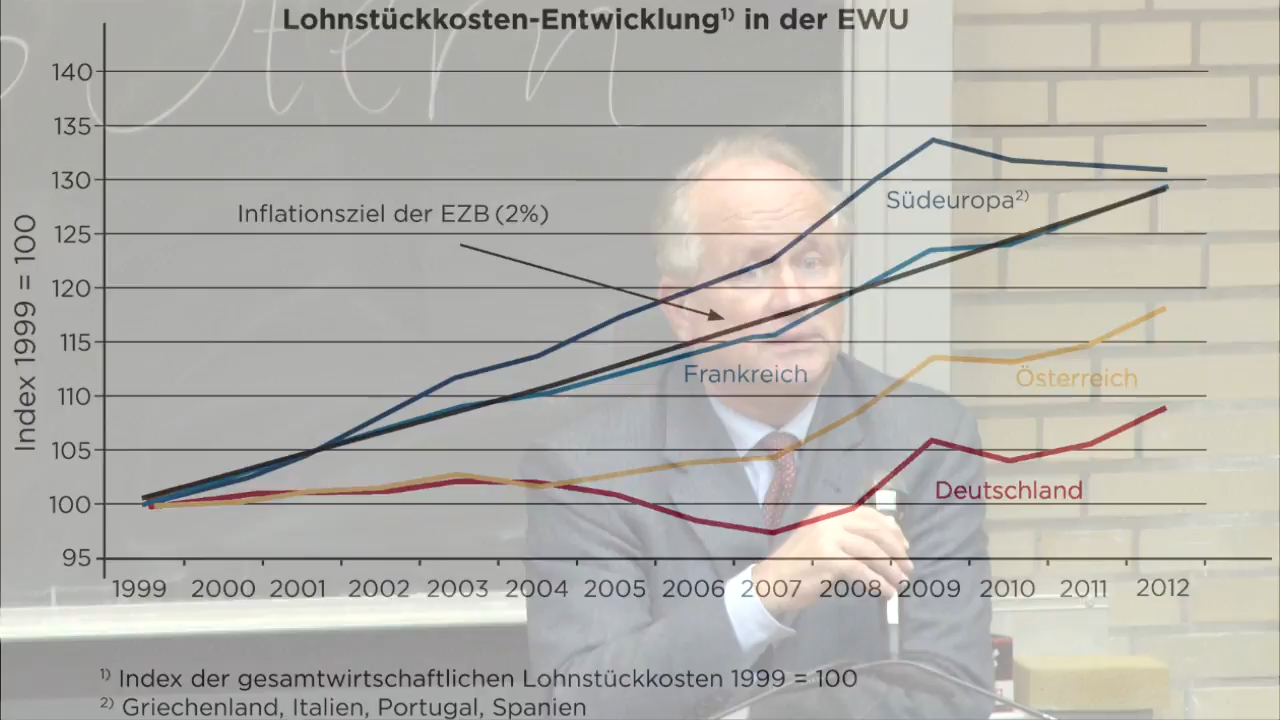 Lohnstückkosten-Entwicklung¹⁾ in der EWU
Index 1999 = 100
140
135
130
125
120
115
110
105
100
95
Inflationsziel der EZB (2%)
Südeuropa²⁾
Frankreich
Österreich
Deutschland
1999 2000 2001 2002 2003 2004 2005 2006 2007 2008 2009 2010 2011 2012
¹⁾ Index der gesamtwirtschaftlichen Lohnstückkosten 1999 = 100
²⁾ Griechenland, Italien, Portugal, Spanien